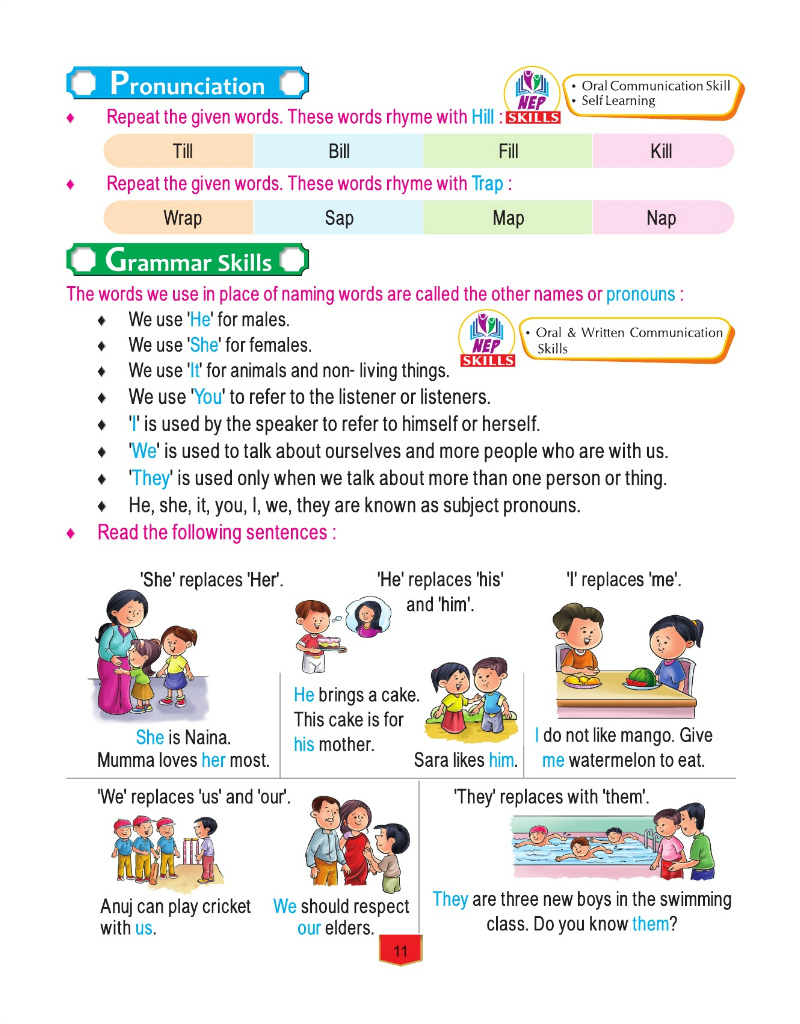 Pronunciation
NEP
SKILLS
• Oral Communication Skill
• Self Learning
♦ Repeat the given words. These words rhyme with Hill :
Till Bill Fill Kill
♦ Repeat the given words. These words rhyme with Trap :
Wrap Sap Map Nap
Grammar Skills
The words we use in place of naming words are called the other names or pronouns :
♦ We use 'He' for males.
♦ We use 'She' for females.
♦ We use 'It' for animals and non- living things.
NEP
SKILLS
• Oral & Written Communication
Skills
♦ We use 'You' to refer to the listener or listeners.
♦ 'I' is used by the speaker to refer to himself or herself.
♦ 'We' is used to talk about ourselves and more people who are with us.
♦ 'They' is used only when we talk about more than one person or thing.
♦ He, she, it, you, I, we, they are known as subject pronouns.
♦ Read the following sentences :
'She' replaces 'Her'.
She is Naina.
Mumma loves her most.
'He' replaces 'his'
and 'him'.
He brings a cake.
This cake is for
his mother.
Sara likes him.
'I' replaces 'me'.
I do not like mango. Give
me watermelon to eat.
'We' replaces 'us' and 'our'.
Anuj can play cricket
with us.
We should respect
our elders.
'They' replaces with 'them'.
They are three new boys in the swimming
class. Do you know them?
11